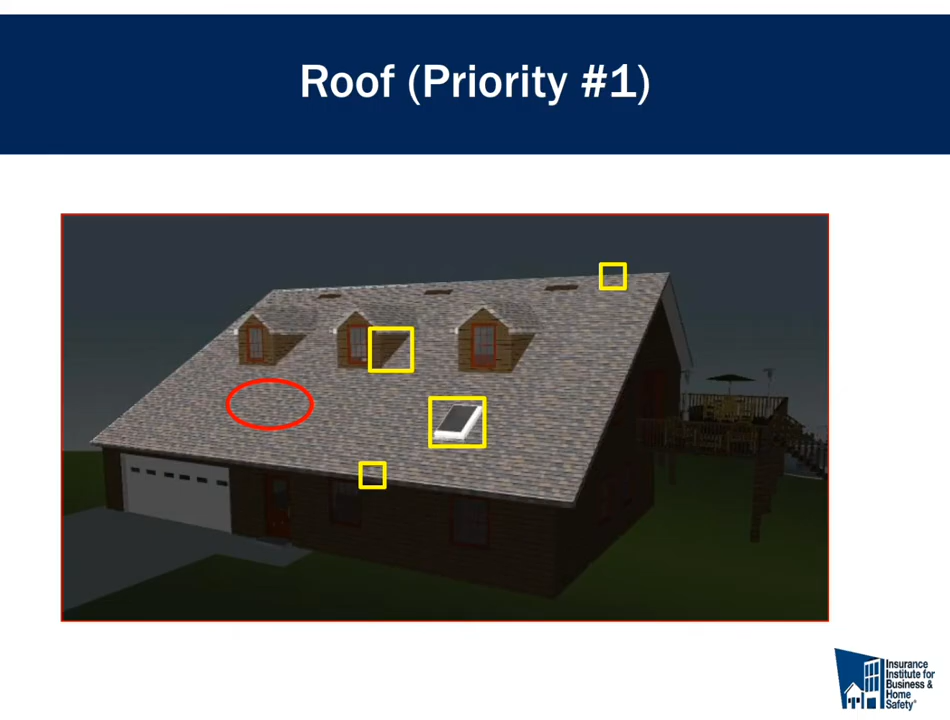 Roof (Priority #1)
Insurance
Institute for
Business &
Home
Safety®